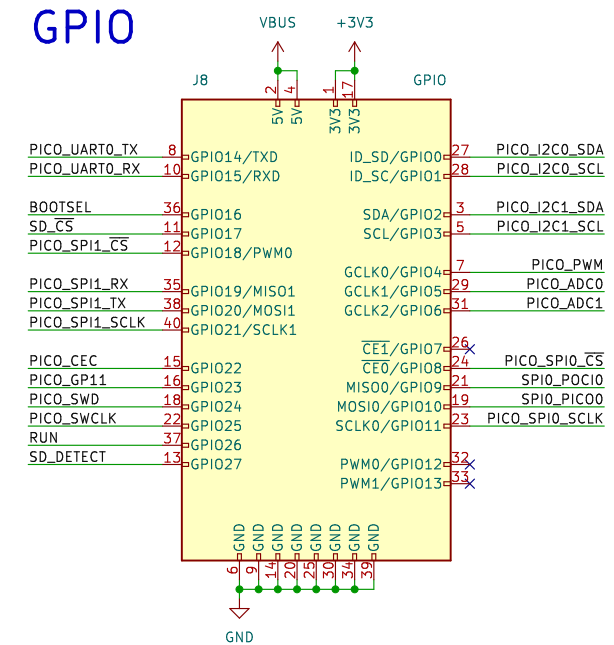 GPIO
VBUS +3V3
J8 GPIO
2 4 1 17
5V 5V 3V3 3V3
PICO_UART0_TX 8 GPIO14/TXD ID_SD/GPIO0 27 PICO_I2C0_SDA
PICO_UART0_RX 10 GPIO15/RXD ID_SC/GPIO1 28 PICO_I2C0_SCL
BOOTSEL 36 GPIO16 SDA/GPIO2 3 PICO_I2C1_SDA
SD_CS 11 GPIO17 SCL/GPIO3 5 PICO_I2C1_SCL
PICO_SPI1_CS 12 GPIO18/PWM0
GCLK0/GPIO4 7 PICO_PWM
PICO_SPI1_RX 35 GPIO19/MISO1 GCLK1/GPIO5 29 PICO_ADC0
PICO_SPI1_TX 38 GPIO20/MOSI1 GCLK2/GPIO6 31 PICO_ADC1
PICO_SPI1_SCLK 40 GPIO21/SCLK1
CE1/GPIO7 26
PICO_CEC 15 GPIO22 CE0/GPIO8 24 PICO_SPI0_CS
PICO_GP11 16 GPIO23 MISO0/GPIO9 21 SPI0_POCI0
PICO_SWD 18 GPIO24 MOSI0/GPIO10 19 SPI0_PICO0
PICO_SWCLK 22 GPIO25 SCLK0/GPIO11 23 PICO_SPI0_SCLK
RUN 37 GPIO26
SD_DETECT 13 GPIO27 PWM0/GPIO12 32
PWM1/GPIO13 33
GND GND GND GND GND GND GND GND
6 9 14 20 25 30 34 39
GND